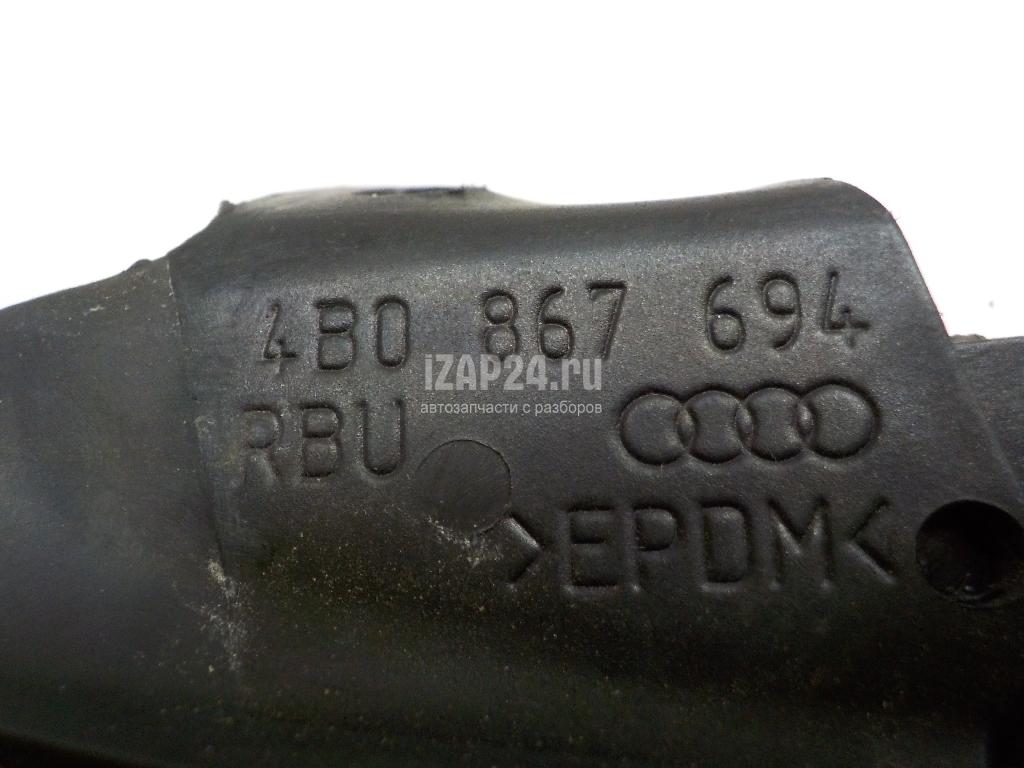 4B0 867 694
iZAP24.ru
автозапчасти с разборов
RBU
>EPDM<